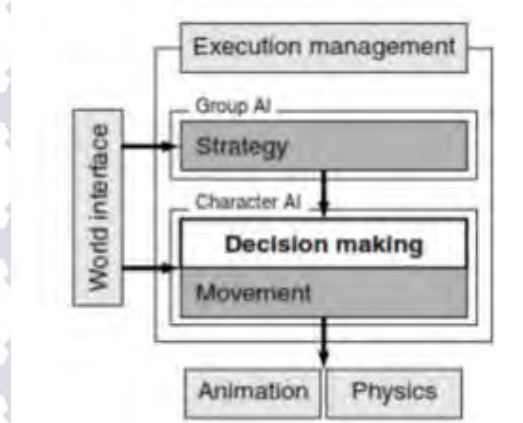 Execution management
Group AI
Strategy
World interface
Character AI
Decision making
Movement
Animation
Physics